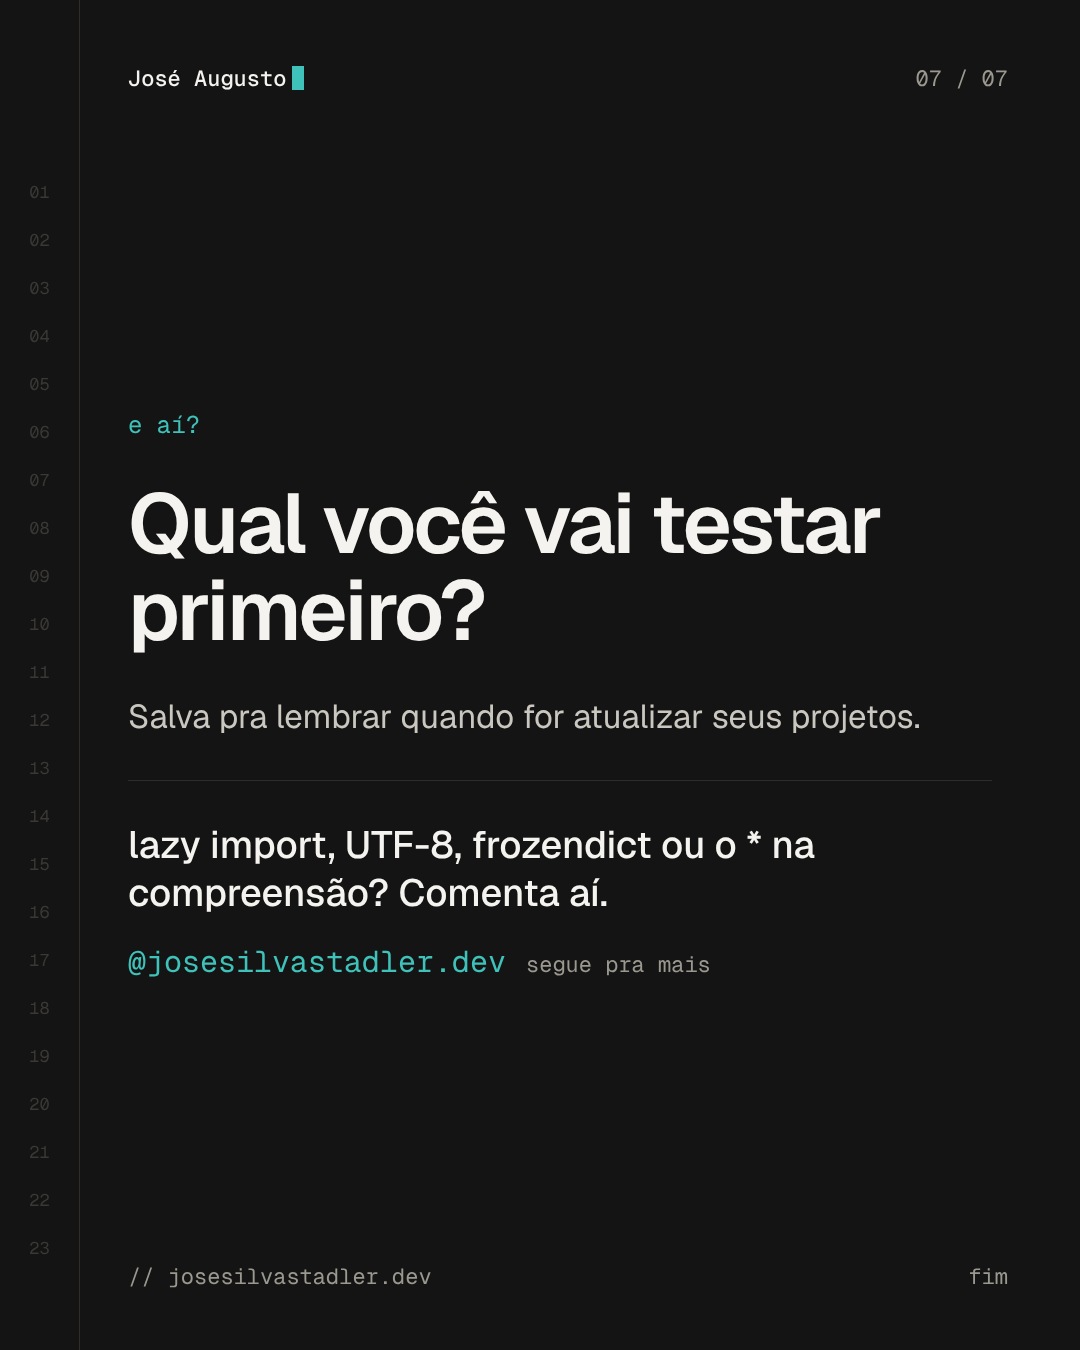 José Augusto
07 / 07
01
02
03
04
05
06
07
08
09
10
11
12
13
14
15
16
17
18
19
20
21
22
23
e aí?
Qual você vai testar
primeiro?
Salva pra lembrar quando for atualizar seus projetos.
lazy import, UTF-8, frozendict ou o * na
compreensão? Comenta aí.
@josesilvastadler.dev segue pra mais
// josesilvastadler.dev
fim